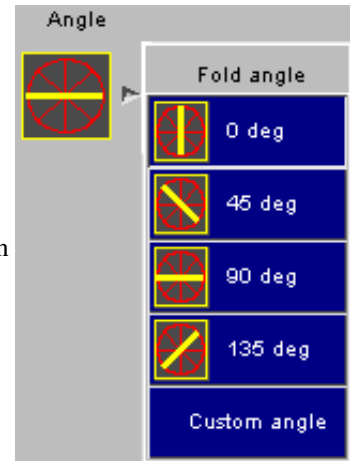 Angle
Fold angle
0 deg
45 deg
n
90 deg
135 deg
Custom angle